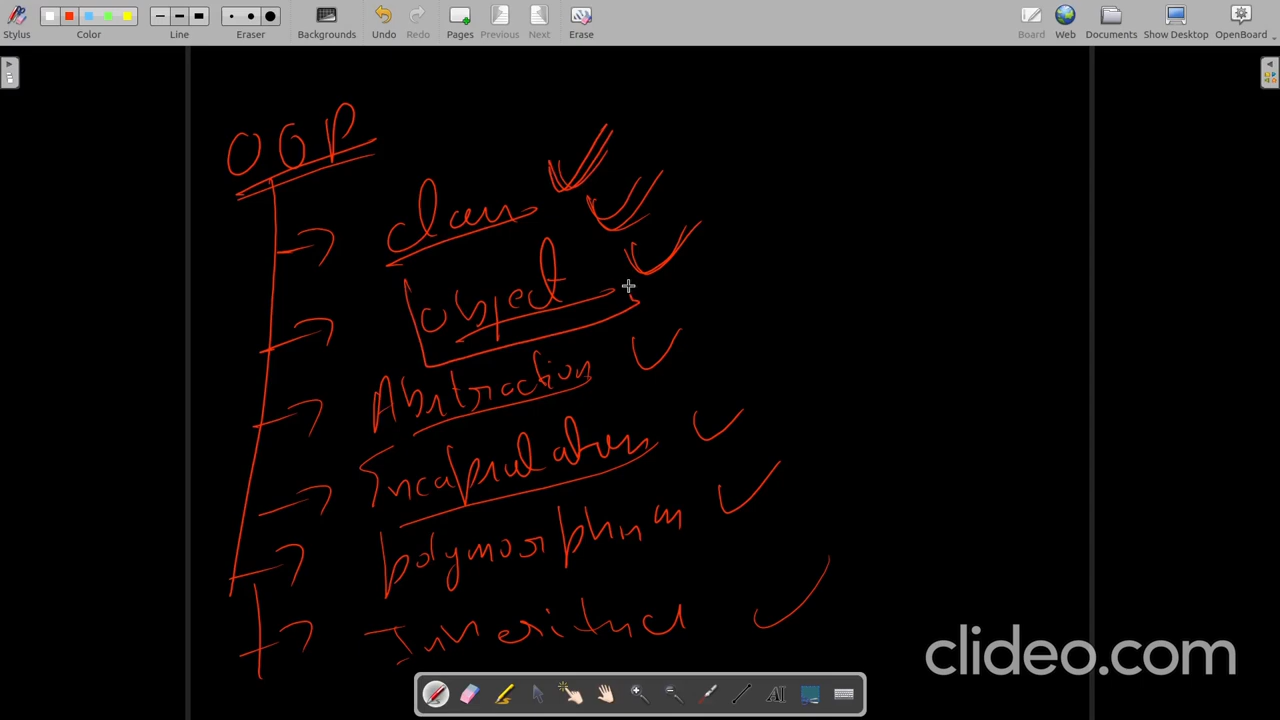 Stylus Color Line Eraser Backgrounds Undo Redo Pages Previous Next Erase Board Web Documents Show Desktop OpenBoard
OOP
class
object
Abstraction
Encapsulation
polymorphism
Inheritance
clideo.com
AI